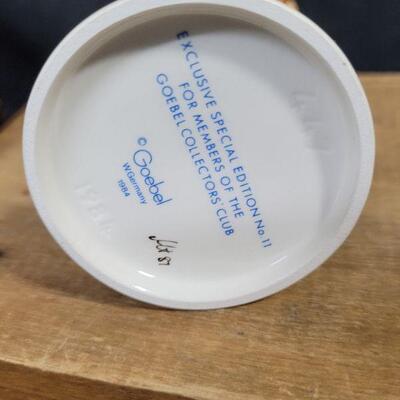 EXCLUSIVE SPECIAL EDITION No. 11
FOR MEMBERS OF THE
GOEBEL COLLECTORS' CLUB
© Goebel
W.Germany
1984